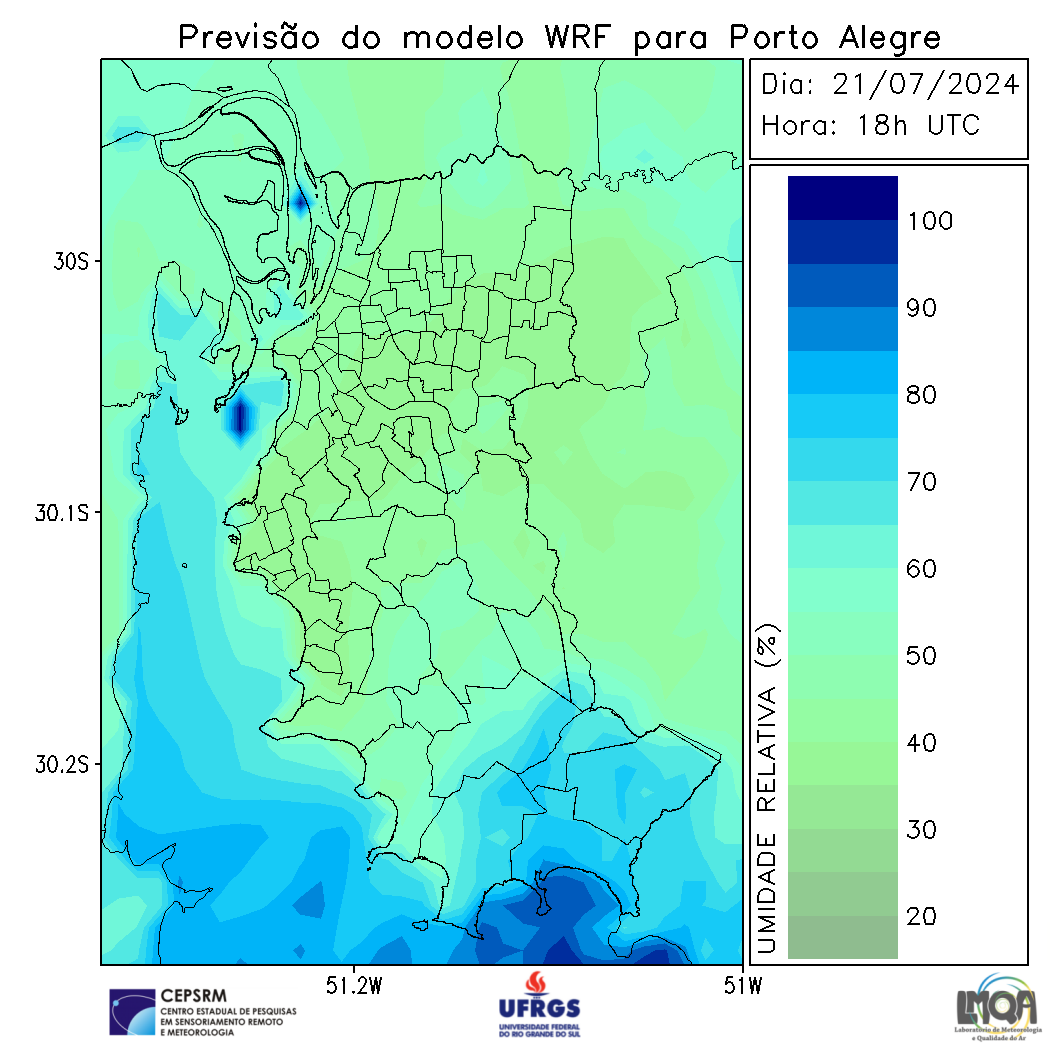 Previsão do modelo WRF para Porto Alegre
Dia: 21/07/2024
Hora: 18h UTC
100
90
80
70
60
50
40
30
20
UMIDADE RELATIVA (%)
30S
30.1S
30.2S
51.2W
51W
CEPSRM
CENTRO ESTADUAL DE PESQUISAS
EM SENSORIAMENTO REMOTO
E METEOROLOGIA
UFRGS
UNIVERSIDADE FEDERAL
DO RIO GRANDE DO SUL
LMQA
Laboratório de Meteorologia
e Qualidade do Ar